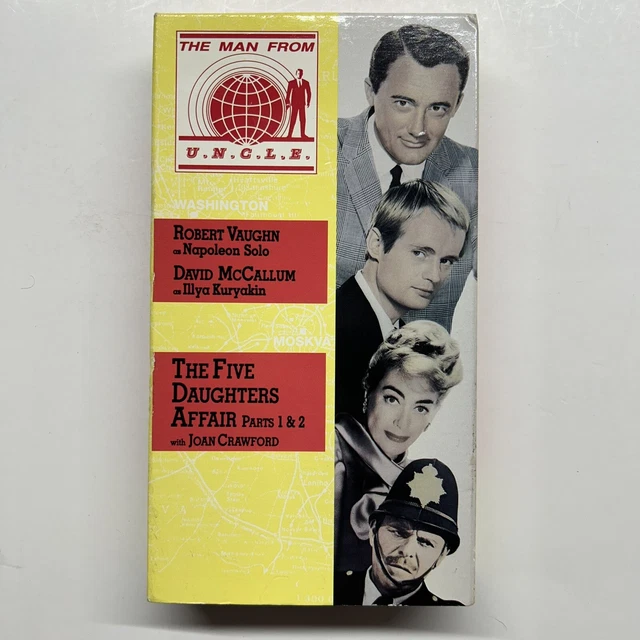 THE MAN FROM
U.N.C.L.E.
WASHINGTON
ROBERT VAUGHN
as Napoleon Solo
DAVID MCCALLUM
as Illya Kuryakin
MOSKVA
THE FIVE
DAUGHTERS
AFFAIR PARTS 1 & 2
with JOAN CRAWFORD